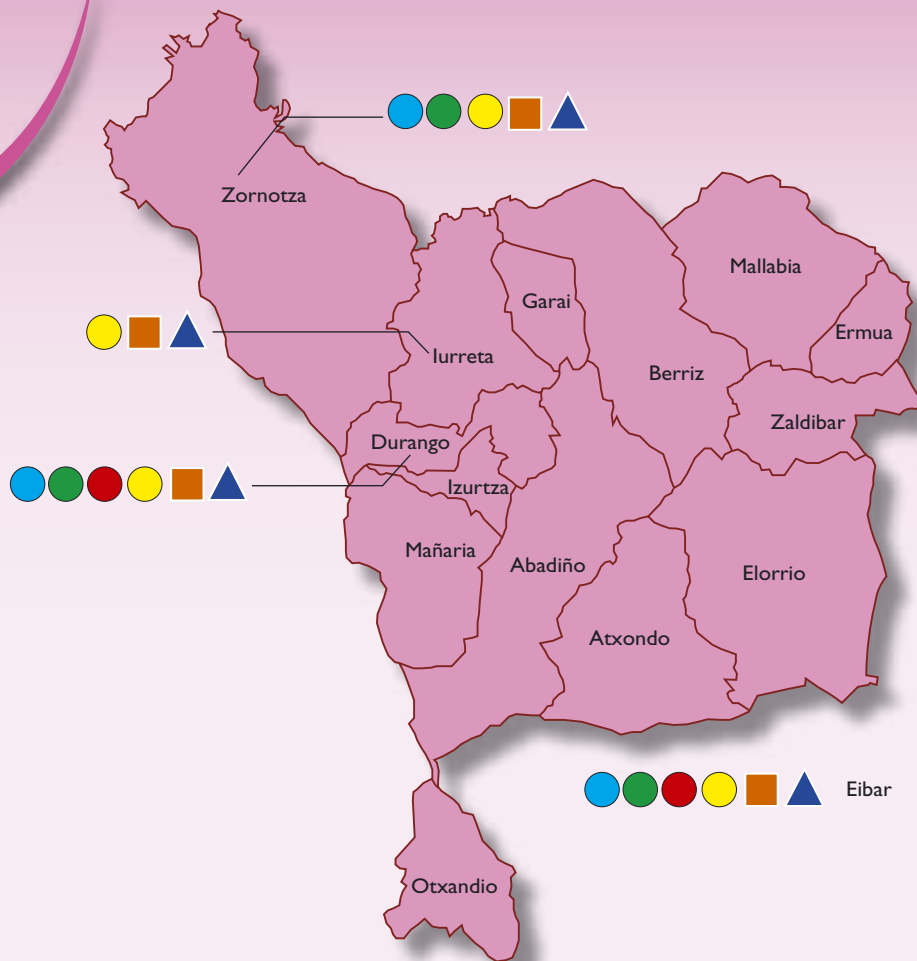 Zornotza
Mallabia
Garai
Ermua
Iurreta
Berriz
Zaldibar
Durango
Izurtza
Mañaria
Abadiño
Elorrio
Atxondo
Eibar
Otxandio